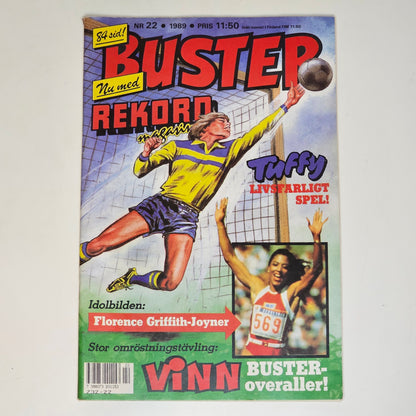 84 sid!
NR 22 • 1989 • PRIS 11:50
BUSTER
Nu med
REKORD
magasin
Tuffy
LIVSFARLIGT
SPEL!
569
Idolbilden:
Florence Griffith-Joyner
Stor omröstningstävling:
VINN BUSTER-
overaller!